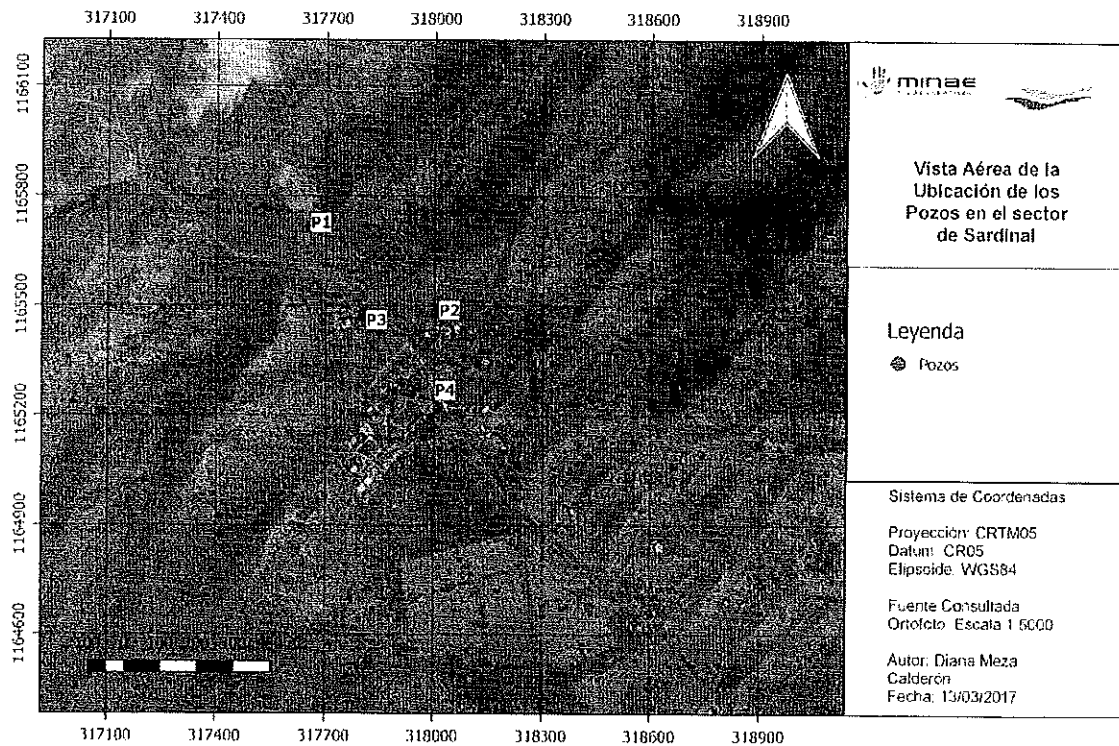 317100 317400 317700 318000 318300 318600 318900
1166100
1165800
1165500
1165200
1164900
1164600
P1
P2
P3
P4
317100 317400 317700 318000 318300 318600 318900
minae
Vista Aérea de la
Ubicación de los
Pozos en el sector
de Sardinal
Leyenda
Pozos
Sistema de Coordenadas
Proyección: CRTM05
Datum: CR05
Elipsoide: WGS84
Fuente Consultada
Ortofoto Escala 1:5000
Autor: Diana Meza
Calderón
Fecha: 13/03/2017